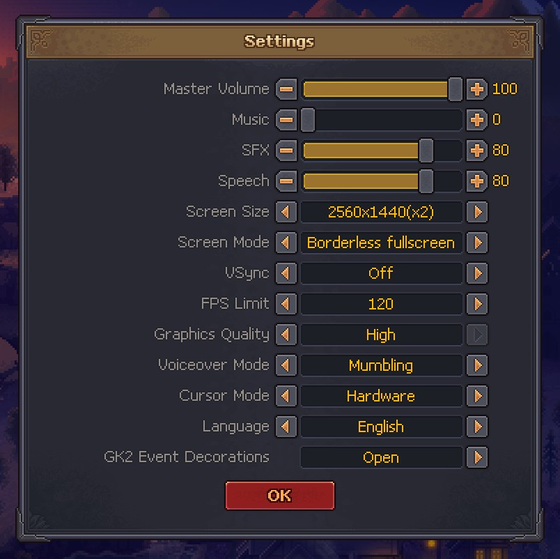 Settings
Master Volume 100
Music 0
SFX 80
Speech 80
Screen Size 2560x1440(x2)
Screen Mode Borderless fullscreen
VSync Off
FPS Limit 120
Graphics Quality High
Voiceover Mode Mumbling
Cursor Mode Hardware
Language English
GK2 Event Decorations Open
OK